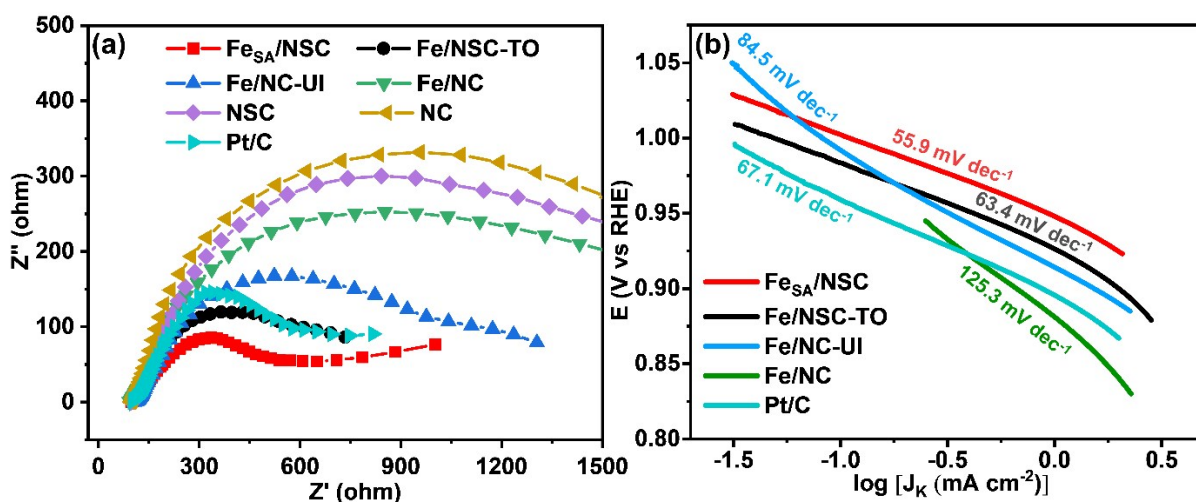 (a)
Fe_SA/NSC
Fe/NSC-TO
Fe/NC-UI
Fe/NC
NSC
NC
Pt/C
500
400
300
200
100
0
Z'' (ohm)
0
300
600
900
1200
1500
Z' (ohm)
(b)
84.5 mV dec⁻¹
55.9 mV dec⁻¹
67.1 mV dec⁻¹
63.4 mV dec⁻¹
125.3 mV dec⁻¹
Fe_SA/NSC
Fe/NSC-TO
Fe/NC-UI
Fe/NC
Pt/C
1.05
1.00
0.95
0.90
0.85
0.80
E (V vs RHE)
-1.5
-1.0
-0.5
0.0
0.5
log [J_K (mA cm⁻²)]